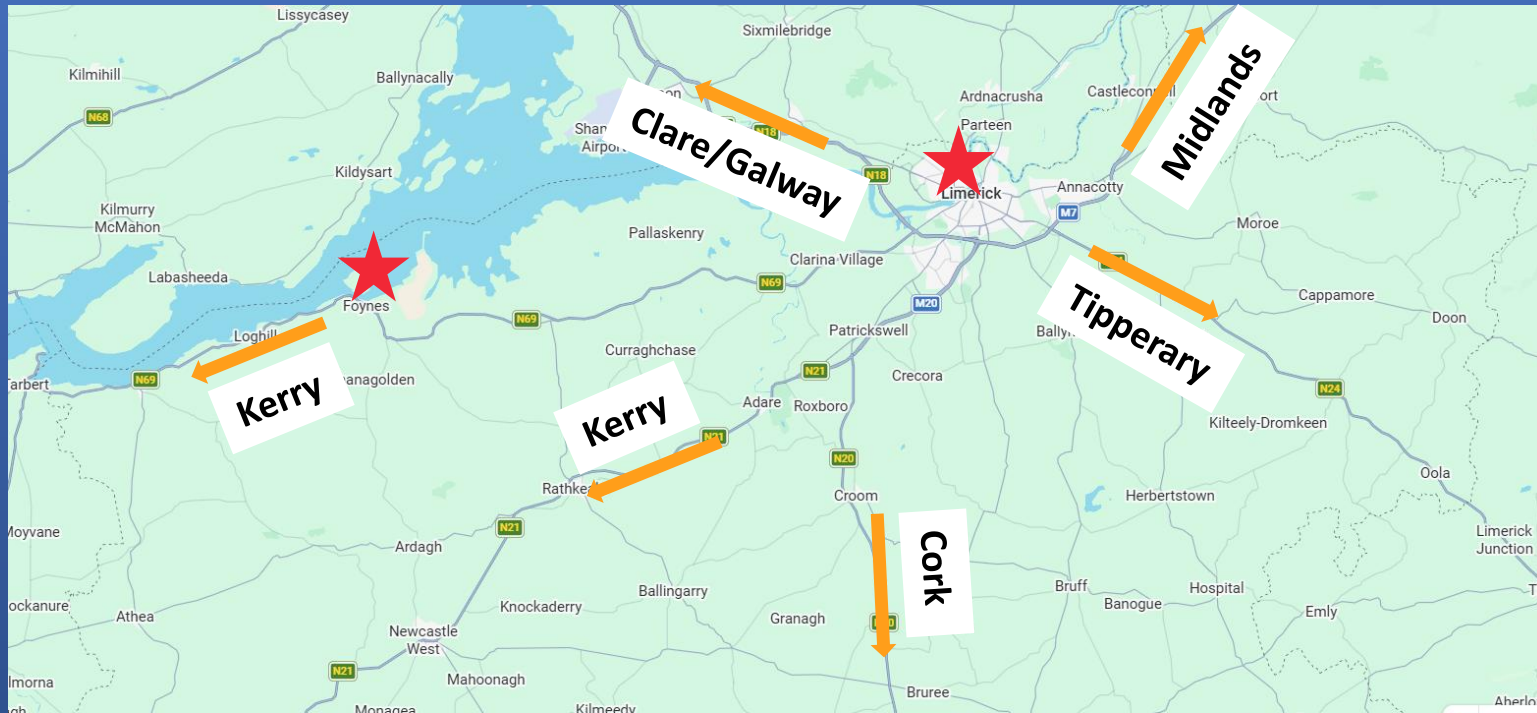 Lissycasey
Sixmilebridge
Kilmihill
Ballynacally
N68
Ardnacrusha
Castleconnell
Midlands
Parteen
Clare/Galway
N18
N18
Kildysart
Limerick
Annacotty
M7
Kilmurry
McMahon
Pallaskenry
Moroe
Clarina Village
Labasheeda
N69
Foynes
Cappamore
N69
M20
Tipperary
Doon
Loghill
Patrickswell
Curraghchase
N69
Kerry
N21
Crecora
N24
Kerry
Adare
Roxboro
Kilteely-Dromkeen
N21
N20
Oola
Croom
Herbertstown
N21
Cork
Limerick
Junction
Ardagh
Bruff
Hospital
Ballingarry
Banogue
Knockaderry
Emly
Athea
Granagh
Newcastle
West
N21
Mahoonagh
Bruree
Monagea
Kilmeedy